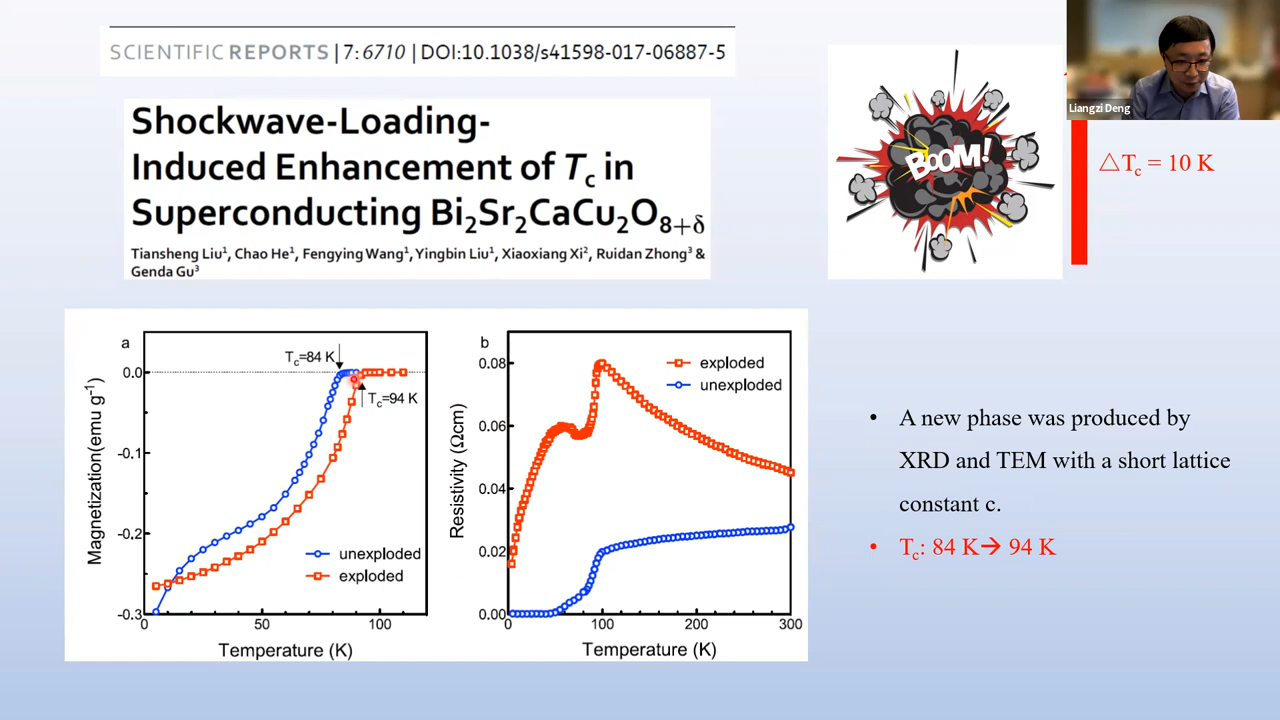 SCIENTIFIC REPORTS | 7: 6710 | DOI:10.1038/s41598-017-06887-5
Liangzi Deng
Shockwave-Loading-
Induced Enhancement of Tc in
Superconducting Bi2Sr2CaCu2O8+δ
Tiansheng Liu1, Chao He1, Fengying Wang1, Yingbin Liu1, Xiaoxiang Xi2, Ruidan Zhong3 &
Genda Gu3
BOOM!
△Tc = 10 K
a
Tc=84 K
Tc=94 K
0.0
-0.1
-0.2
-0.3
Magnetization(emu g-1)
unexploded
exploded
0 50 100
Temperature (K)
b
exploded
unexploded
0.08
0.06
0.04
0.02
0.00
Resistivity (Ωcm)
0 100 200 300
Temperature (K)
• A new phase was produced by
XRD and TEM with a short lattice
constant c.
• Tc: 84 K→ 94 K